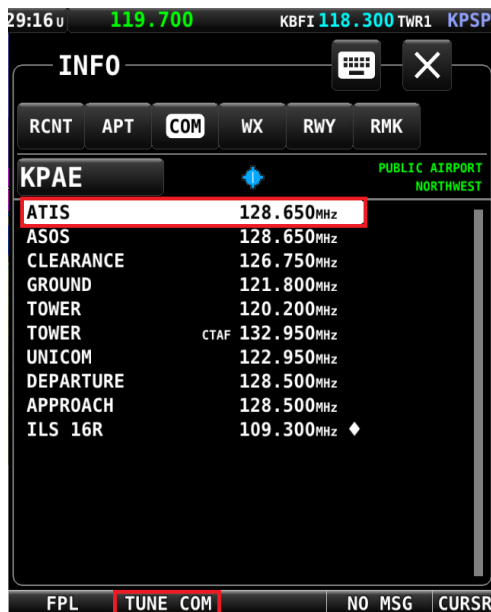 29:16U 119.700 KBFI 118.300 TWR1 KPSP
INFO
RCNT APT COM WX RWY RMK
KPAE PUBLIC AIRPORT
NORTHWEST
ATIS 128.650MHz
ASOS 128.650MHz
CLEARANCE 126.750MHz
GROUND 121.800MHz
TOWER 120.200MHz
TOWER CTAF 132.950MHz
UNICOM 122.950MHz
DEPARTURE 128.500MHz
APPROACH 128.500MHz
ILS 16R 109.300MHz ♦
FPL TUNE COM NO MSG CURSR